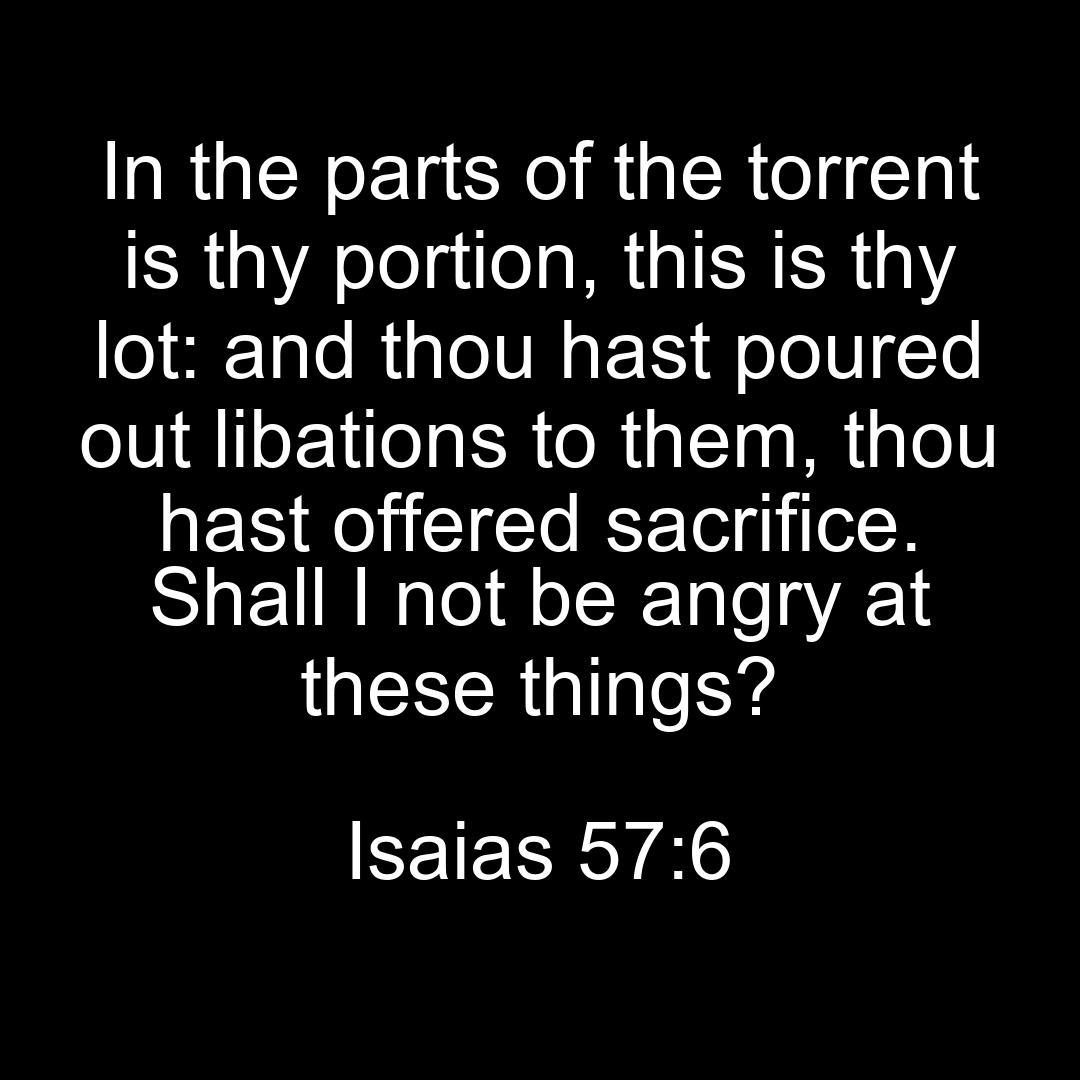 In the parts of the torrent
is thy portion, this is thy
lot: and thou hast poured
out libations to them, thou
hast offered sacrifice.
Shall I not be angry at
these things?
Isaias 57:6